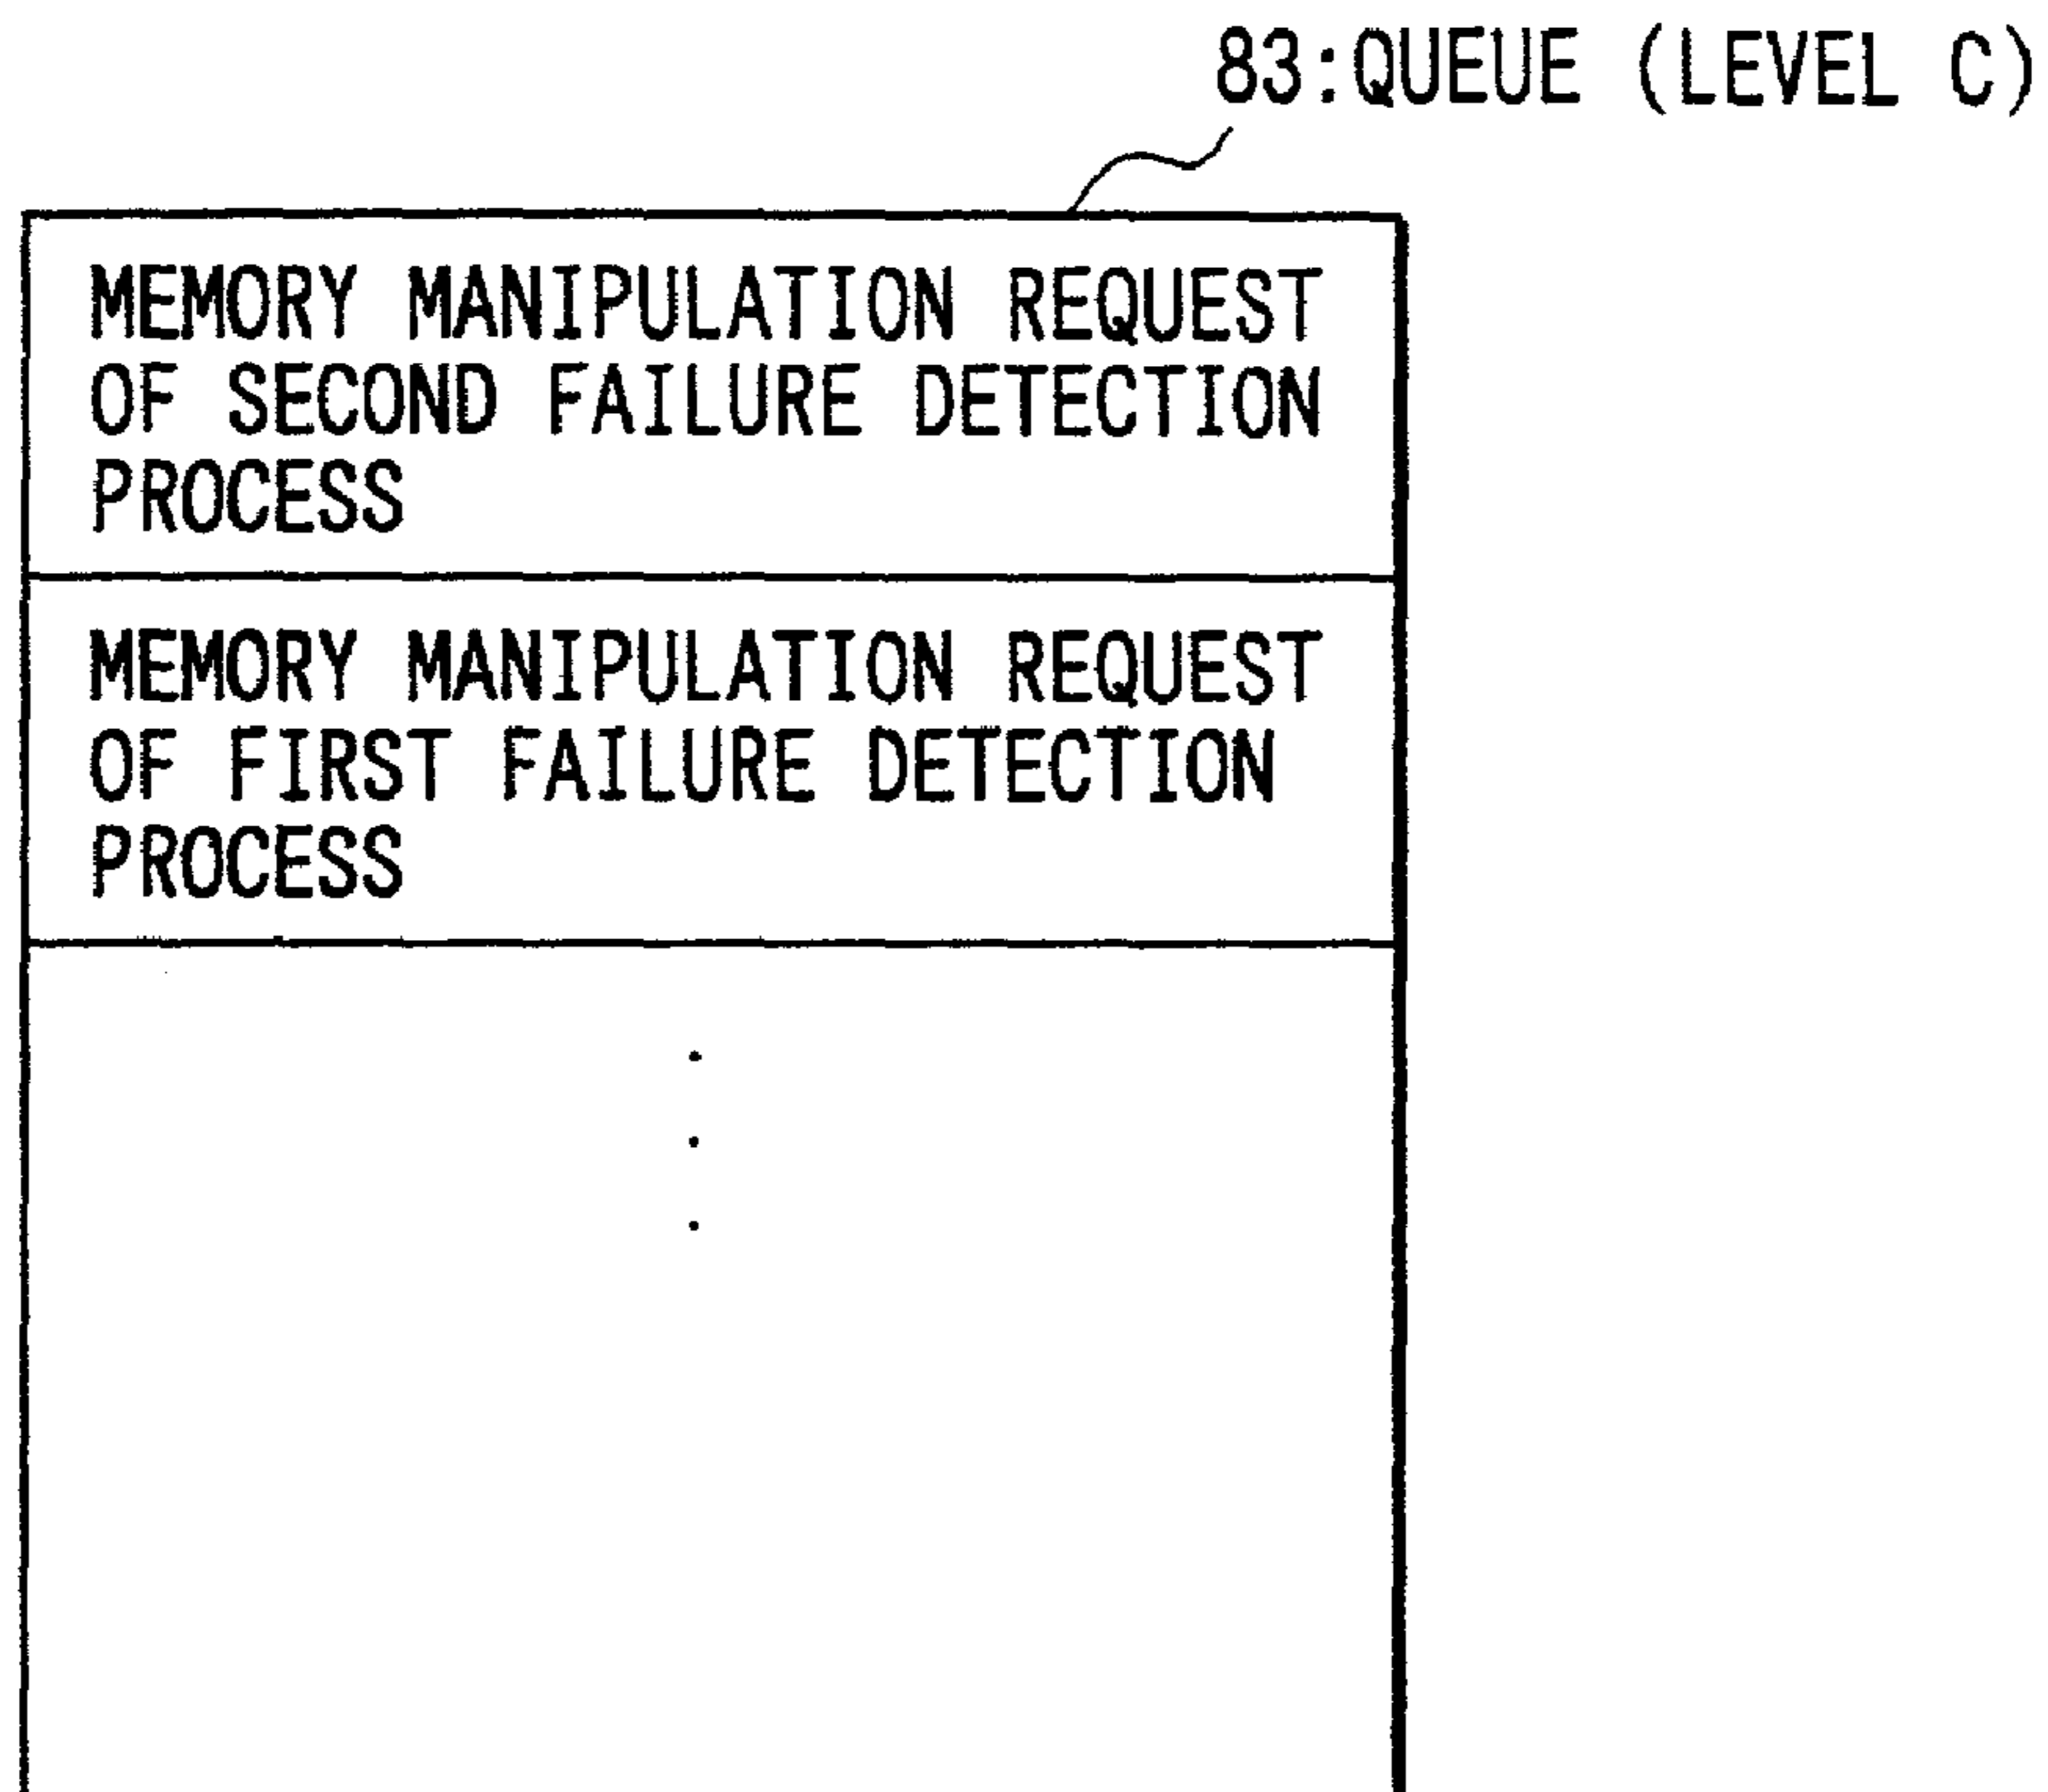 83:QUEUE (LEVEL C)
MEMORY MANIPULATION REQUEST
OF SECOND FAILURE DETECTION
PROCESS
MEMORY MANIPULATION REQUEST
OF FIRST FAILURE DETECTION
PROCESS